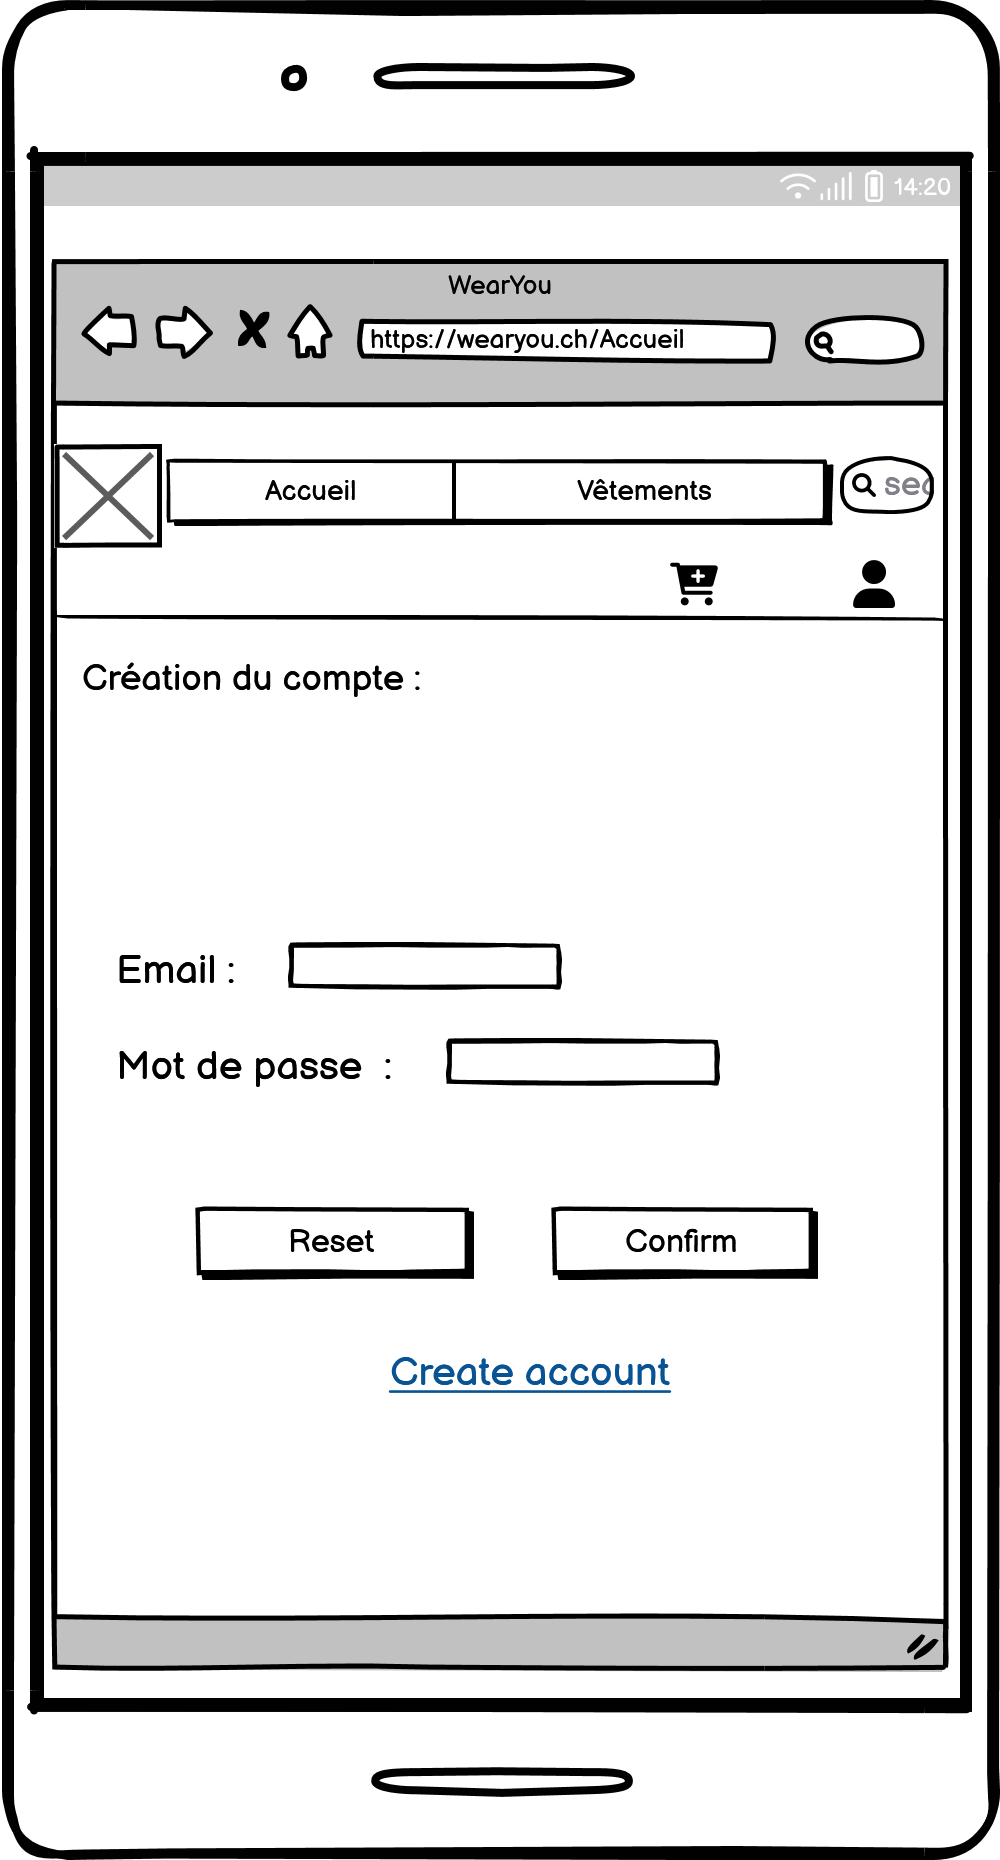 14:20
WearYou
https://wearyou.ch/Accueil
Accueil Vêtements
Création du compte :
Email :
Mot de passe :
Reset Confirm
Create account